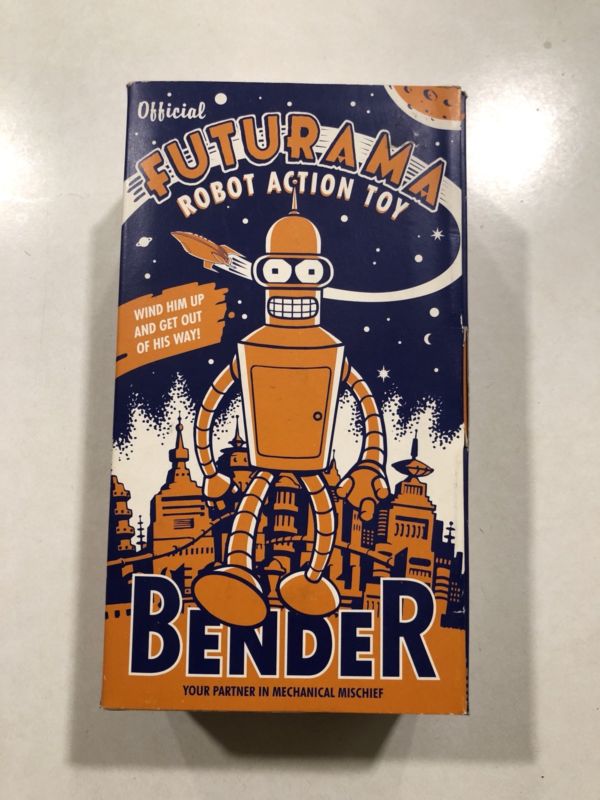 Official
FUTURAMA
ROBOT ACTION TOY
WIND HIM UP
AND GET OUT
OF HIS WAY!
BENDER
YOUR PARTNER IN MECHANICAL MISCHIEF